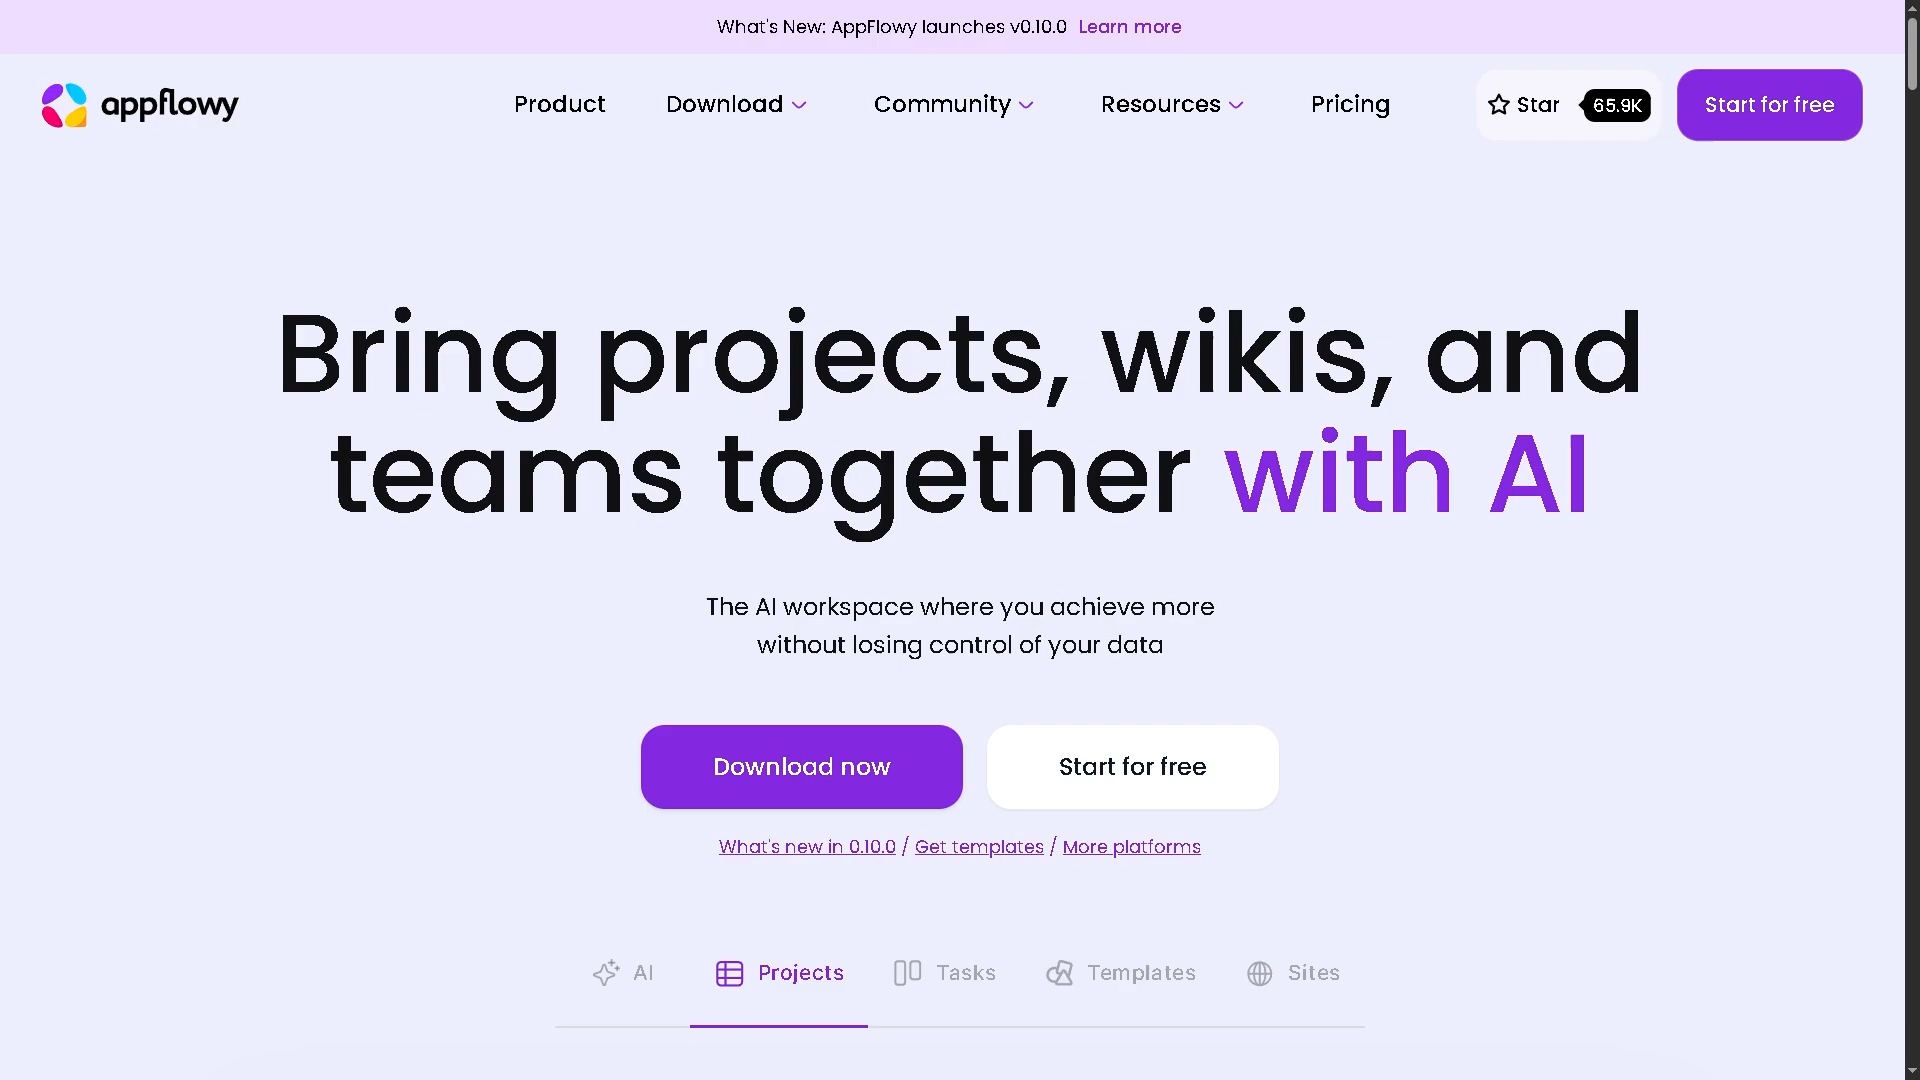 What's New: AppFlowy launches v0.10.0 Learn more
appflowy
Product
Download
Community
Resources
Pricing
Star
65.9K
Start for free
Bring projects, wikis, and
teams together with AI
The AI workspace where you achieve more
without losing control of your data
Download now
Start for free
What's new in 0.10.0 / Get templates / More platforms
AI
Projects
Tasks
Templates
Sites